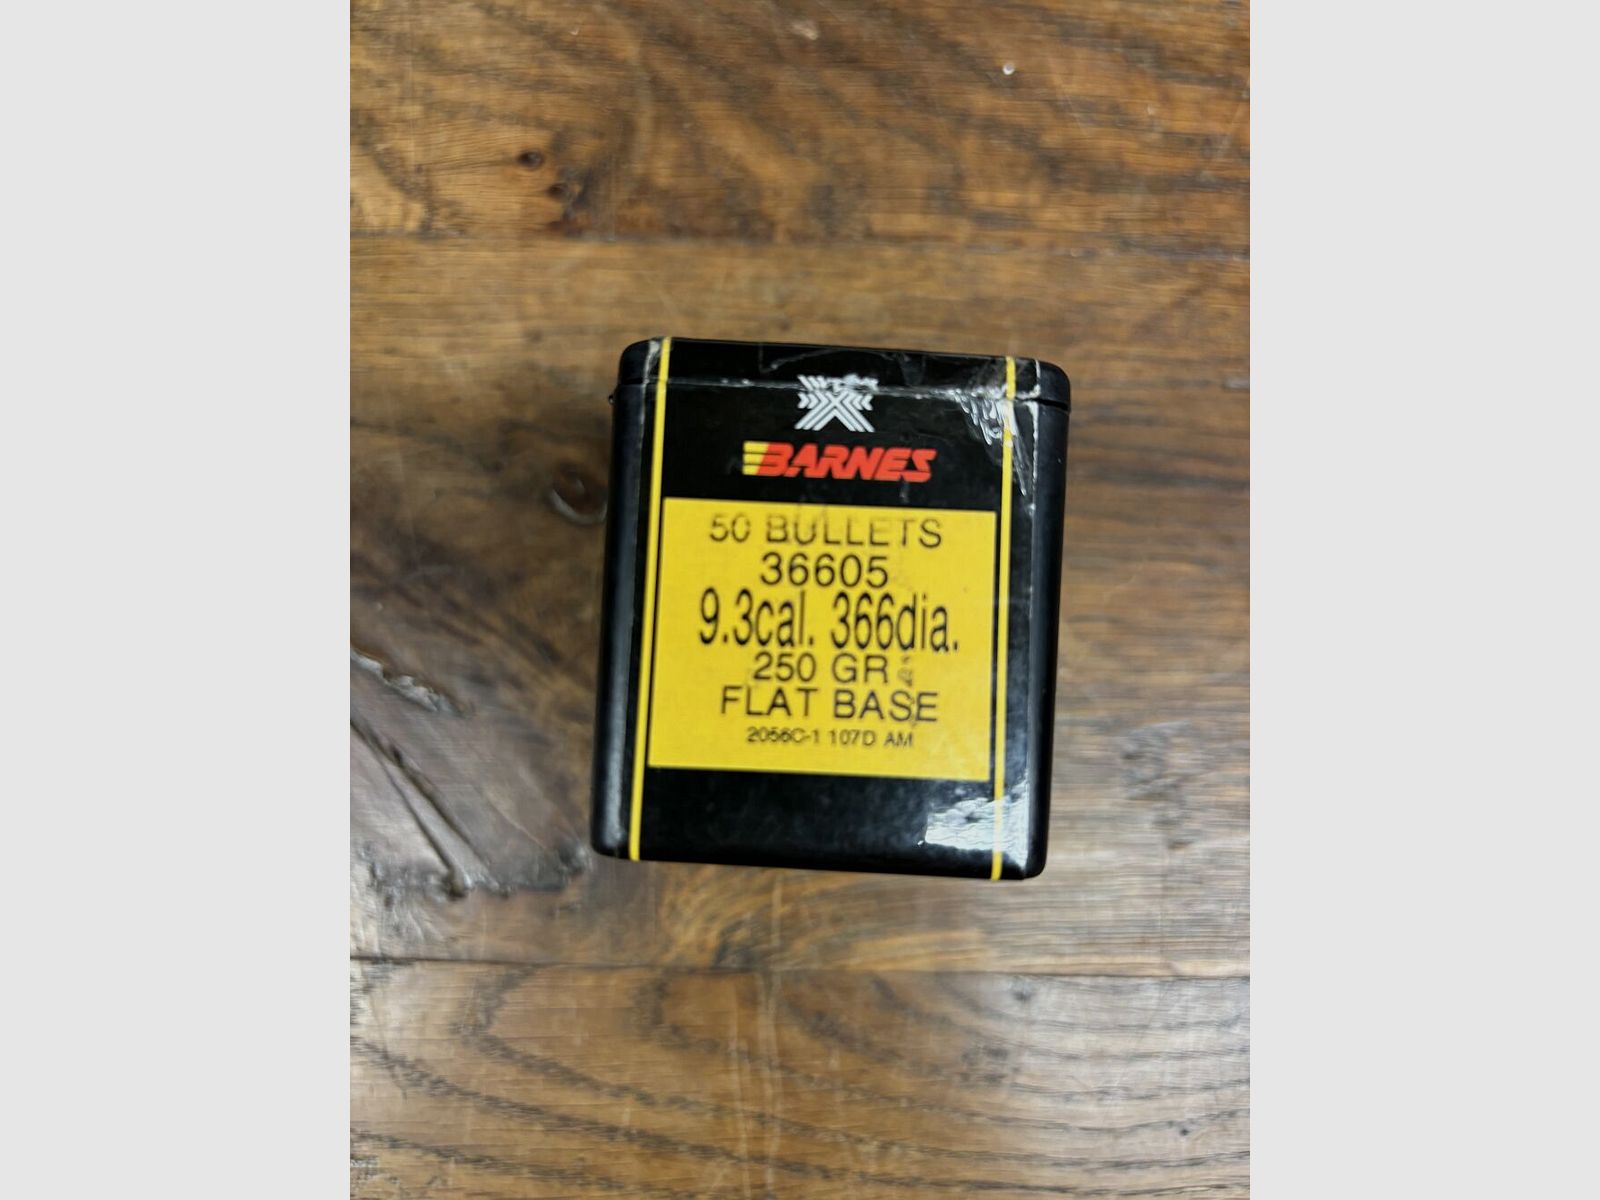 BARNES
50 BULLETS
36605
9.3cal. 366dia.
250 GR
FLAT BASE
2056C-1 107D AM